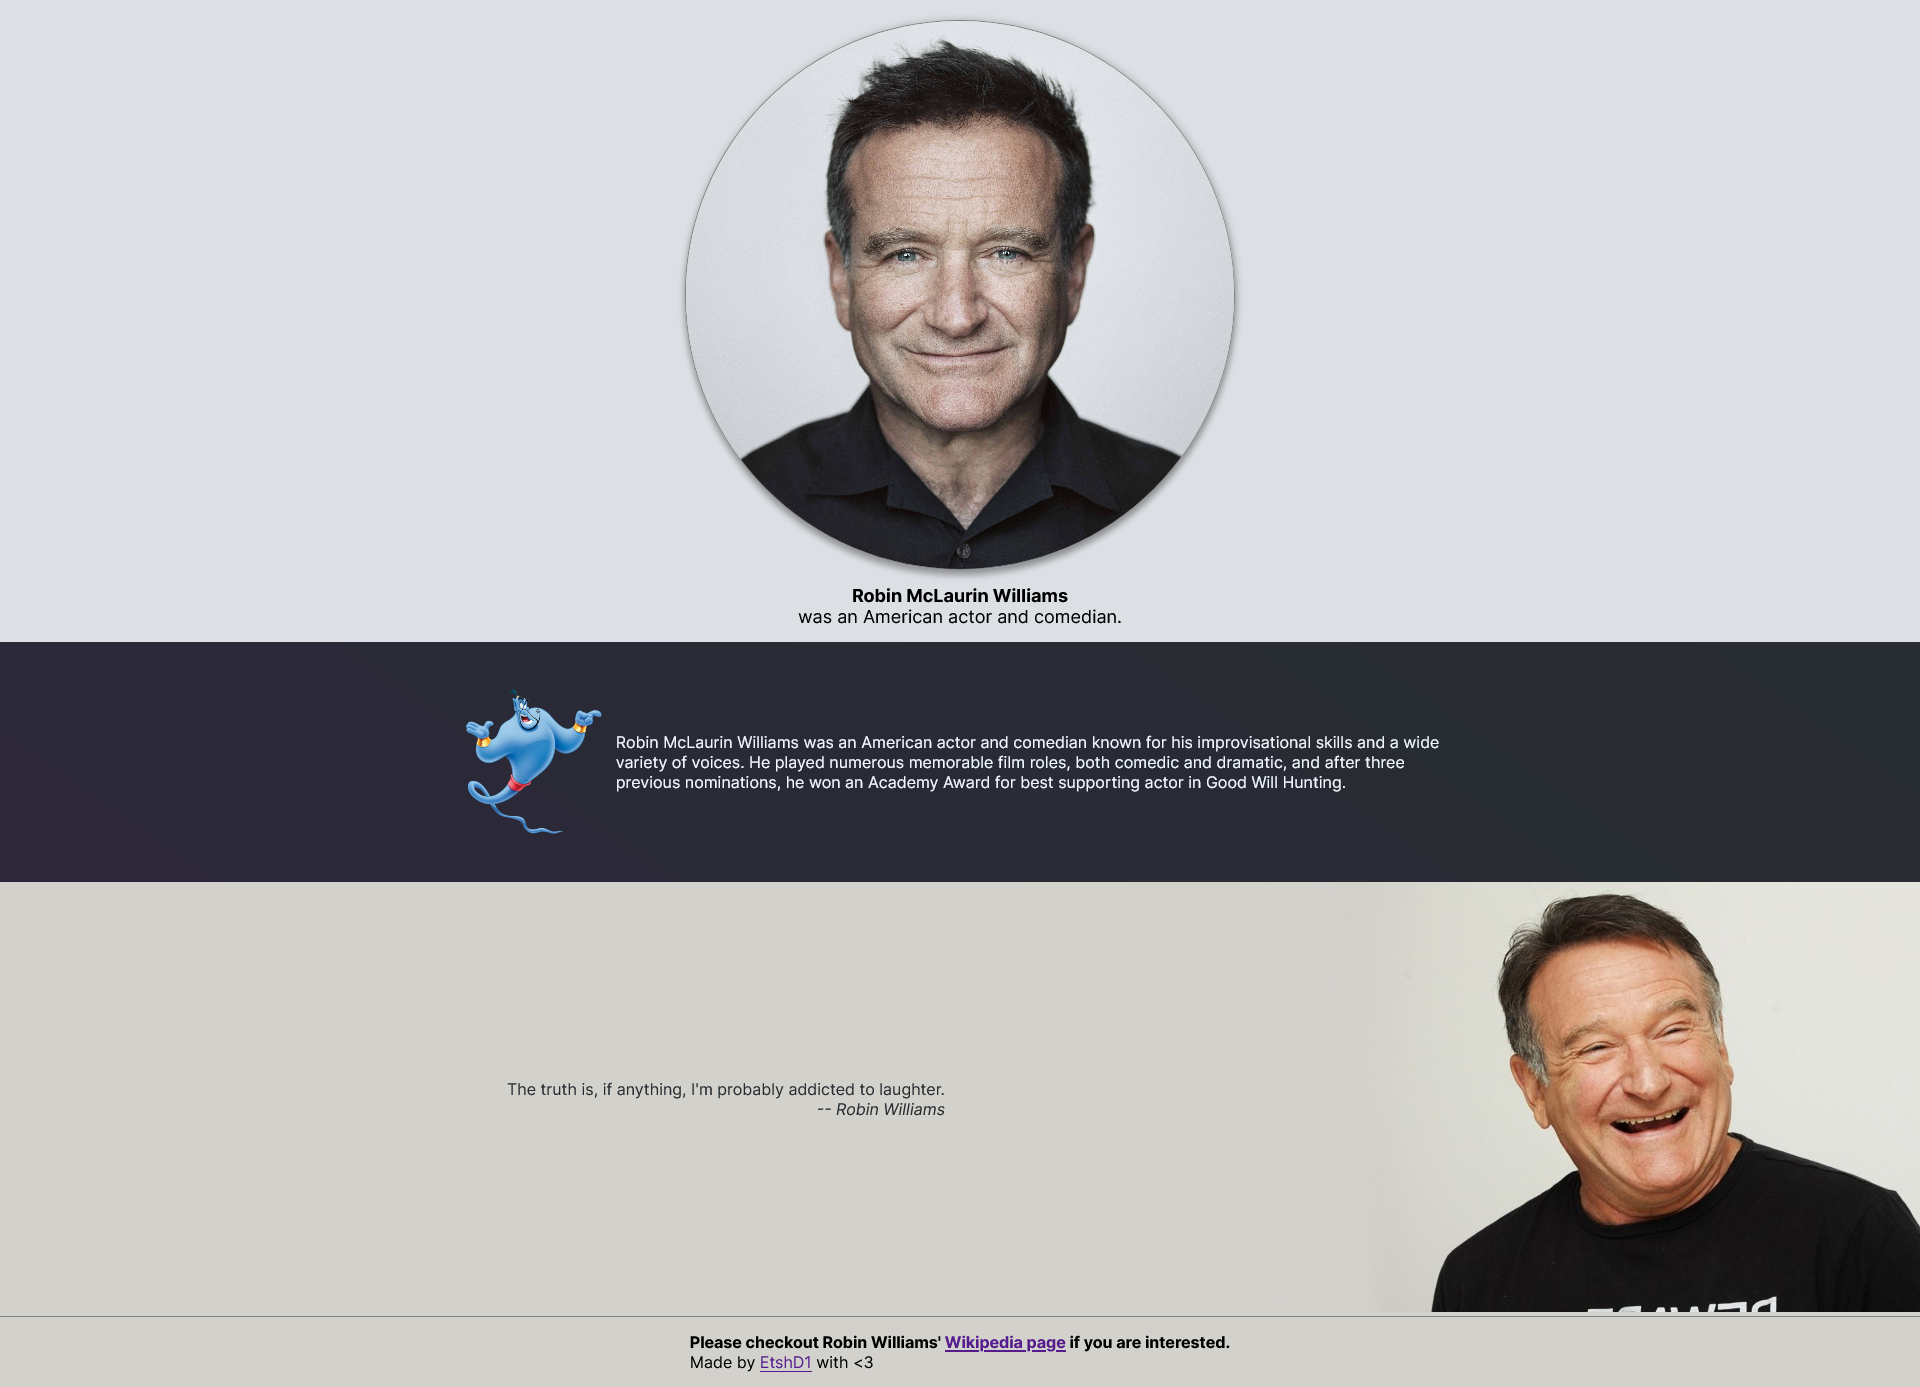 Robin McLaurin Williams
was an American actor and comedian.
Robin McLaurin Williams was an American actor and comedian known for his improvisational skills and a wide
variety of voices. He played numerous memorable film roles, both comedic and dramatic, and after three
previous nominations, he won an Academy Award for best supporting actor in Good Will Hunting.
The truth is, if anything, I'm probably addicted to laughter.
-- Robin Williams
Please checkout Robin Williams' Wikipedia page if you are interested.
Made by EtshD1 with <3